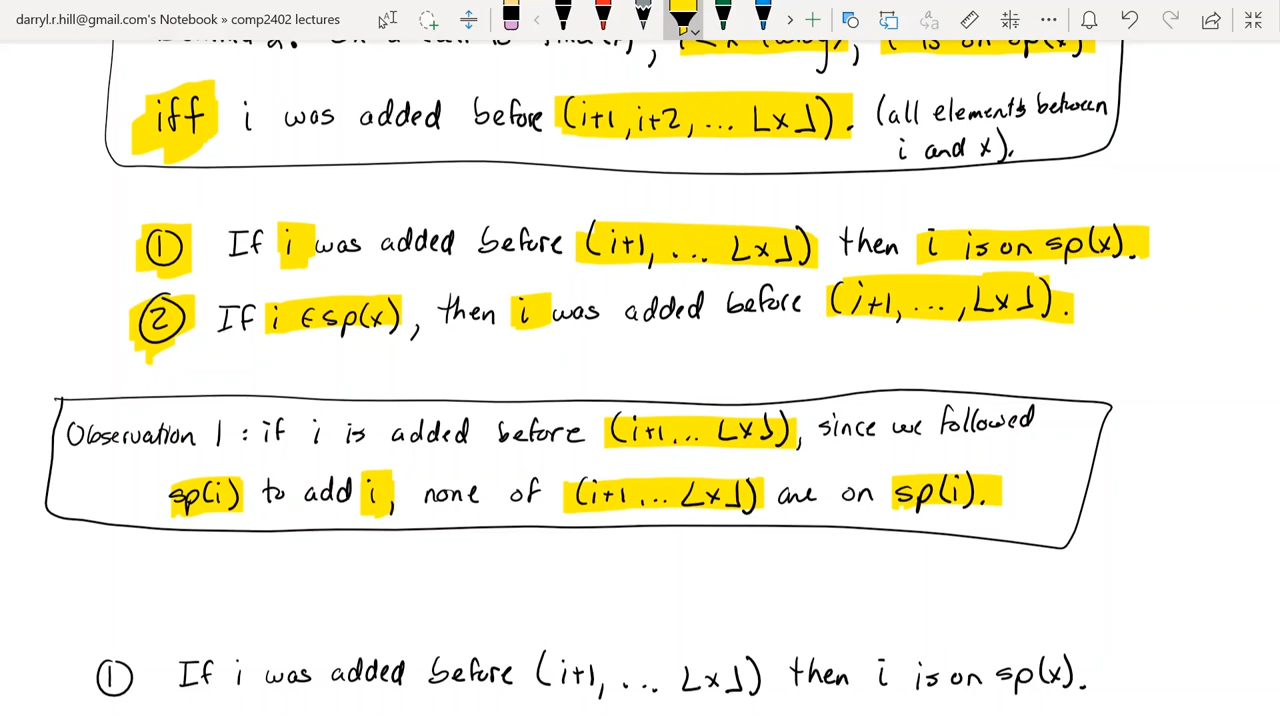 darryl.r.hill@gmail.com's Notebook » comp2402 lectures
iff i was added before (i+1, i+2, ... ⌊x⌋). (all elements between
i and x).
① If i was added before (i+1, ... ⌊x⌋) then i is on sp(x).
② If i ∈ sp(x), then i was added before (i+1, ..., ⌊x⌋).
Observation 1 : if i is added before (i+1... ⌊x⌋), since we followed
sp(i) to add i, none of (i+1... ⌊x⌋) are on sp(i).
① If i was added before (i+1, ... ⌊x⌋) then i is on sp(x).